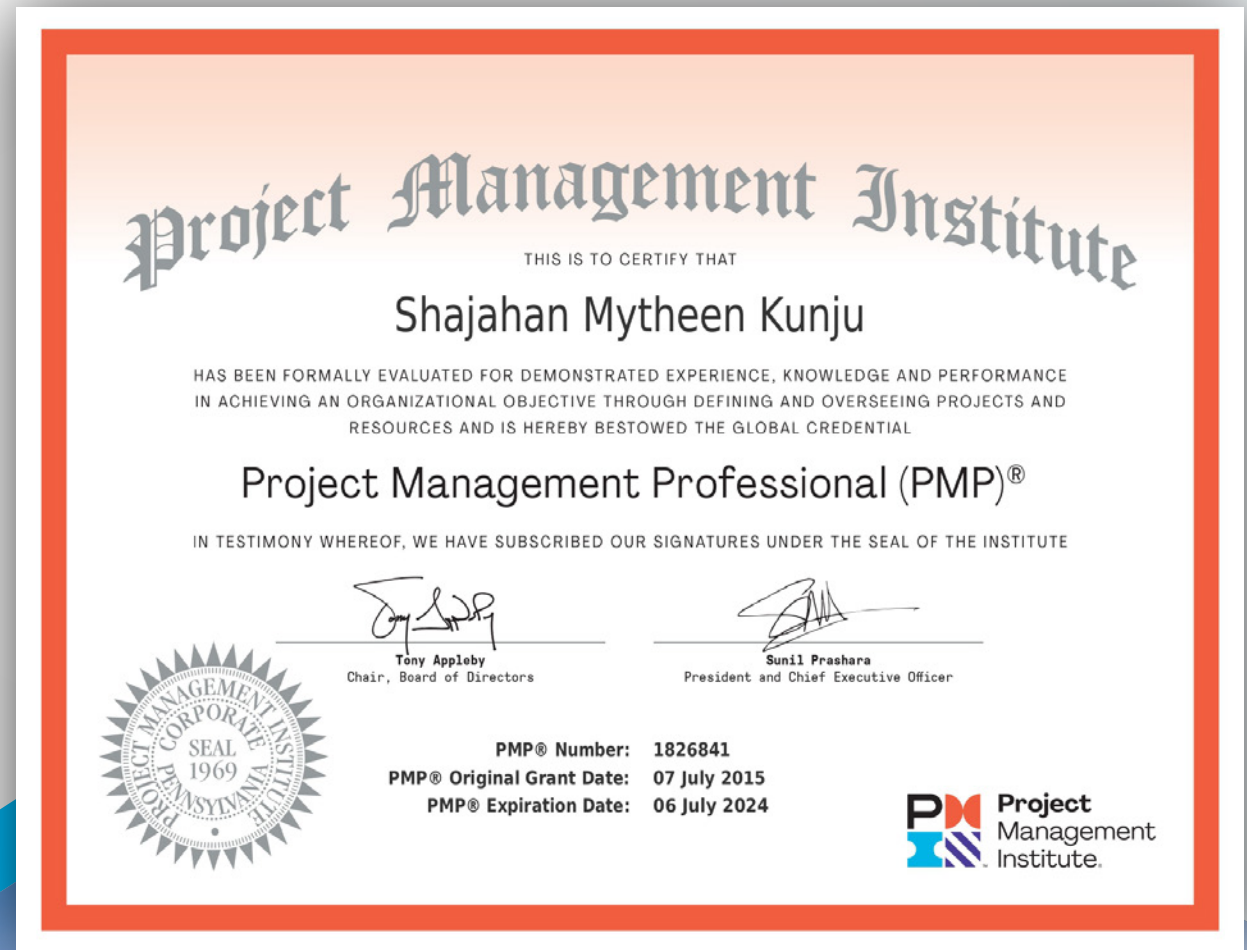 Project Management Institute
THIS IS TO CERTIFY THAT
Shajahan Mytheen Kunju
HAS BEEN FORMALLY EVALUATED FOR DEMONSTRATED EXPERIENCE, KNOWLEDGE AND PERFORMANCE
IN ACHIEVING AN ORGANIZATIONAL OBJECTIVE THROUGH DEFINING AND OVERSEEING PROJECTS AND
RESOURCES AND IS HEREBY BESTOWED THE GLOBAL CREDENTIAL
Project Management Professional (PMP)®
IN TESTIMONY WHEREOF, WE HAVE SUBSCRIBED OUR SIGNATURES UNDER THE SEAL OF THE INSTITUTE
Tony Appleby
Chair, Board of Directors
Sunil Prashara
President and Chief Executive Officer
PROJECT MANAGEMENT INSTITUTE
CORPORATE
SEAL
1969
PENNSYLVANIA
PMP® Number: 1826841
PMP® Original Grant Date: 07 July 2015
PMP® Expiration Date: 06 July 2024
PM
Project
Management
Institute.